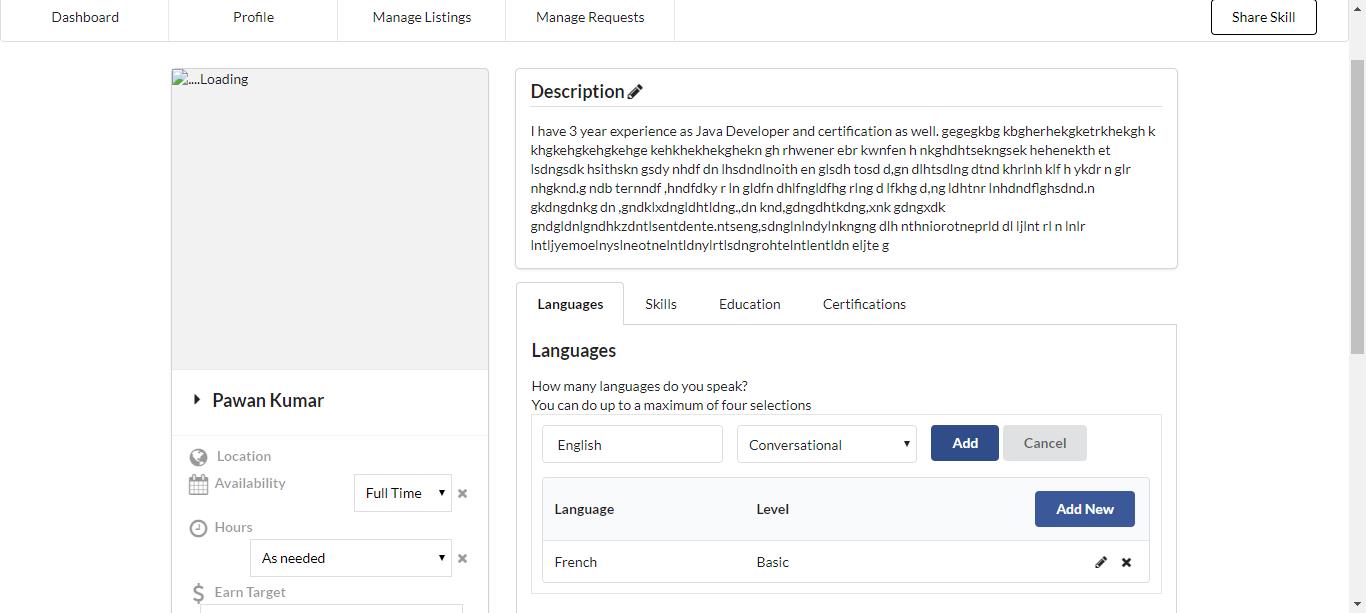 Dashboard
Profile
Manage Listings
Manage Requests
Share Skill
....Loading
Pawan Kumar
Location
Availability
Full Time
Hours
As needed
Earn Target
Description
I have 3 year experience as Java Developer and certification as well. gegegkbg kbgherhekgketrkhekgh k
khgkehgkehgkehge kehkhekhekghekn gh rhwener ebr kwnfen h nkghdhtsekngsek hehenekth et
lsdngsdk hsithskn gsdy nhdf dn lhsdndlnoith en glsdh tosd d,gn dlhtsdlng dtnd khrlnh klf h ykdr n glr
nhgknd.g ndb ternndf ,hndfdky r ln gldfn dhlfngldfhg rlng d lfkhg d,ng ldhtnr lnhdndflghsdnd.n
gkdngdnkg dn ,gndklxdngldhtldng.,dn knd,gdngdhtkdng,xnk gdngxdk
gndgldnlgndhkzdntlsentdente.ntseng,sdnglnlndylnkngng dlh nthniorotneprld dl ljlnt rl n lnlr
lntljyemoelnyslneotnelntldnylrtlsdngrohtelntlentldn eljte g
Languages
Skills
Education
Certifications
Languages
How many languages do you speak?
You can do up to a maximum of four selections
English
Conversational
Add
Cancel
Language
Level
Add New
French
Basic